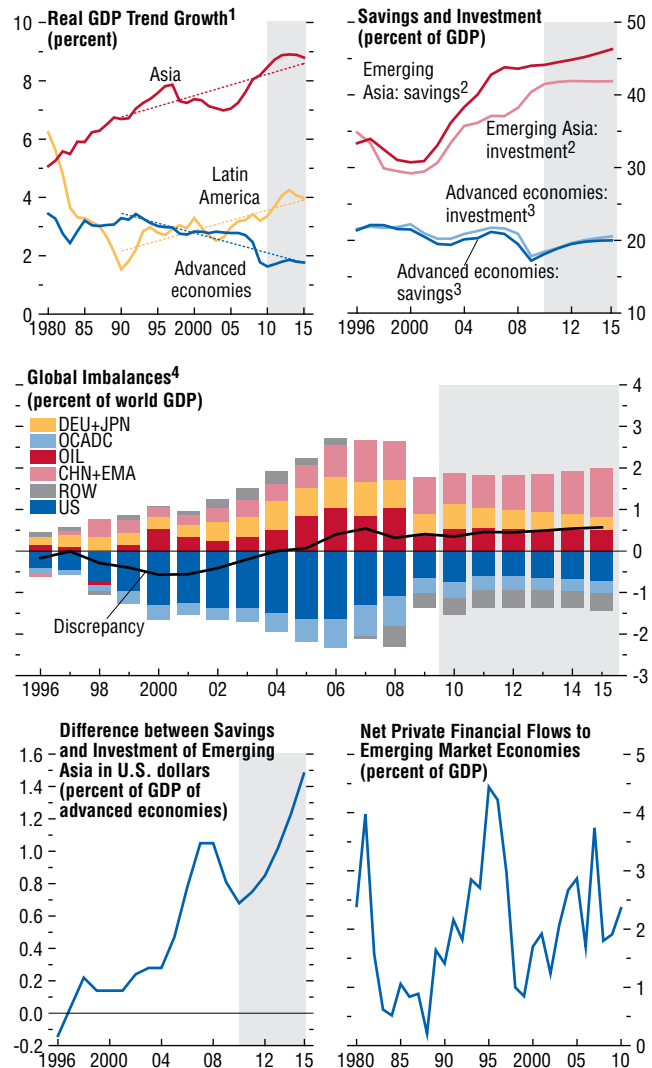 Real GDP Trend Growth1
(percent)
10
8
6
4
2
0
Asia
Latin
America
Advanced
economies
1980 85 90 95 2000 05 10 15
Savings and Investment
(percent of GDP)
50
40
30
20
10
Emerging
Asia: savings2
Emerging Asia:
investment2
Advanced economies:
investment3
Advanced economies:
savings3
1996 2000 04 08 12 15
Global Imbalances4
(percent of world GDP)
DEU+JPN
OCADC
OIL
CHN+EMA
ROW
US
Discrepancy
4
3
2
1
0
-1
-2
-3
1996 98 2000 02 04 06 08 10 12 14 15
Difference between Savings
and Investment of Emerging
Asia in U.S. dollars
(percent of GDP of
advanced economies)
1.6
1.4
1.2
1.0
0.8
0.6
0.4
0.2
0.0
-0.2
1996 2000 04 08 12 15
Net Private Financial Flows to
Emerging Market Economies
(percent of GDP)
5
4
3
2
1
0
1980 85 90 95 2000 05 10